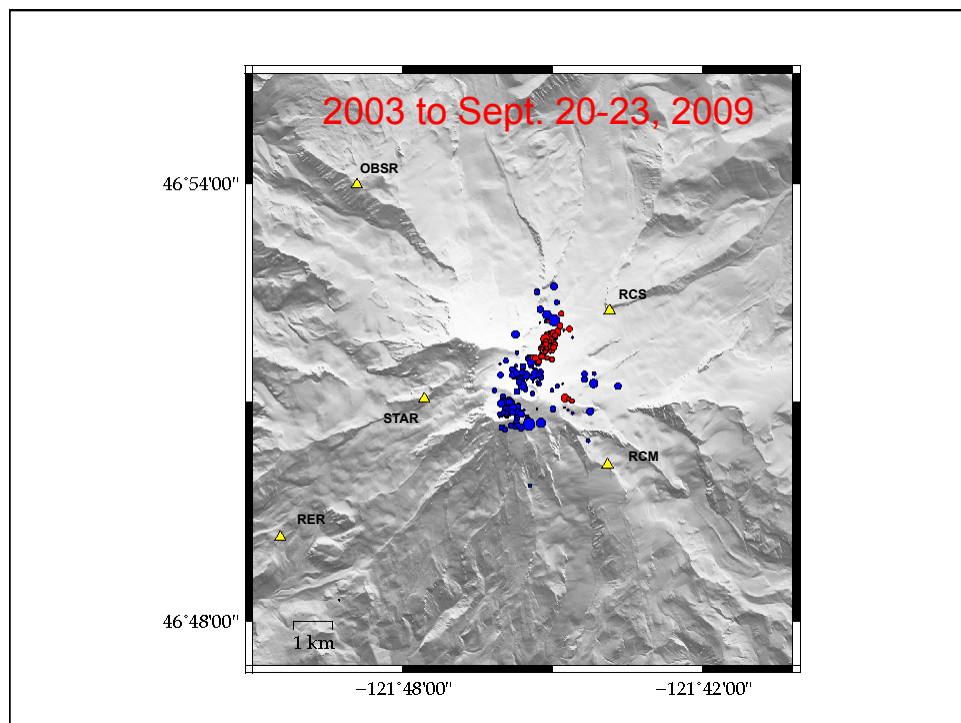 2003 to Sept. 20-23, 2009
OBSR
46˚54'00"
RCS
STAR
RCM
RER
46˚48'00"
1 km
−121˚48'00"
−121˚42'00"